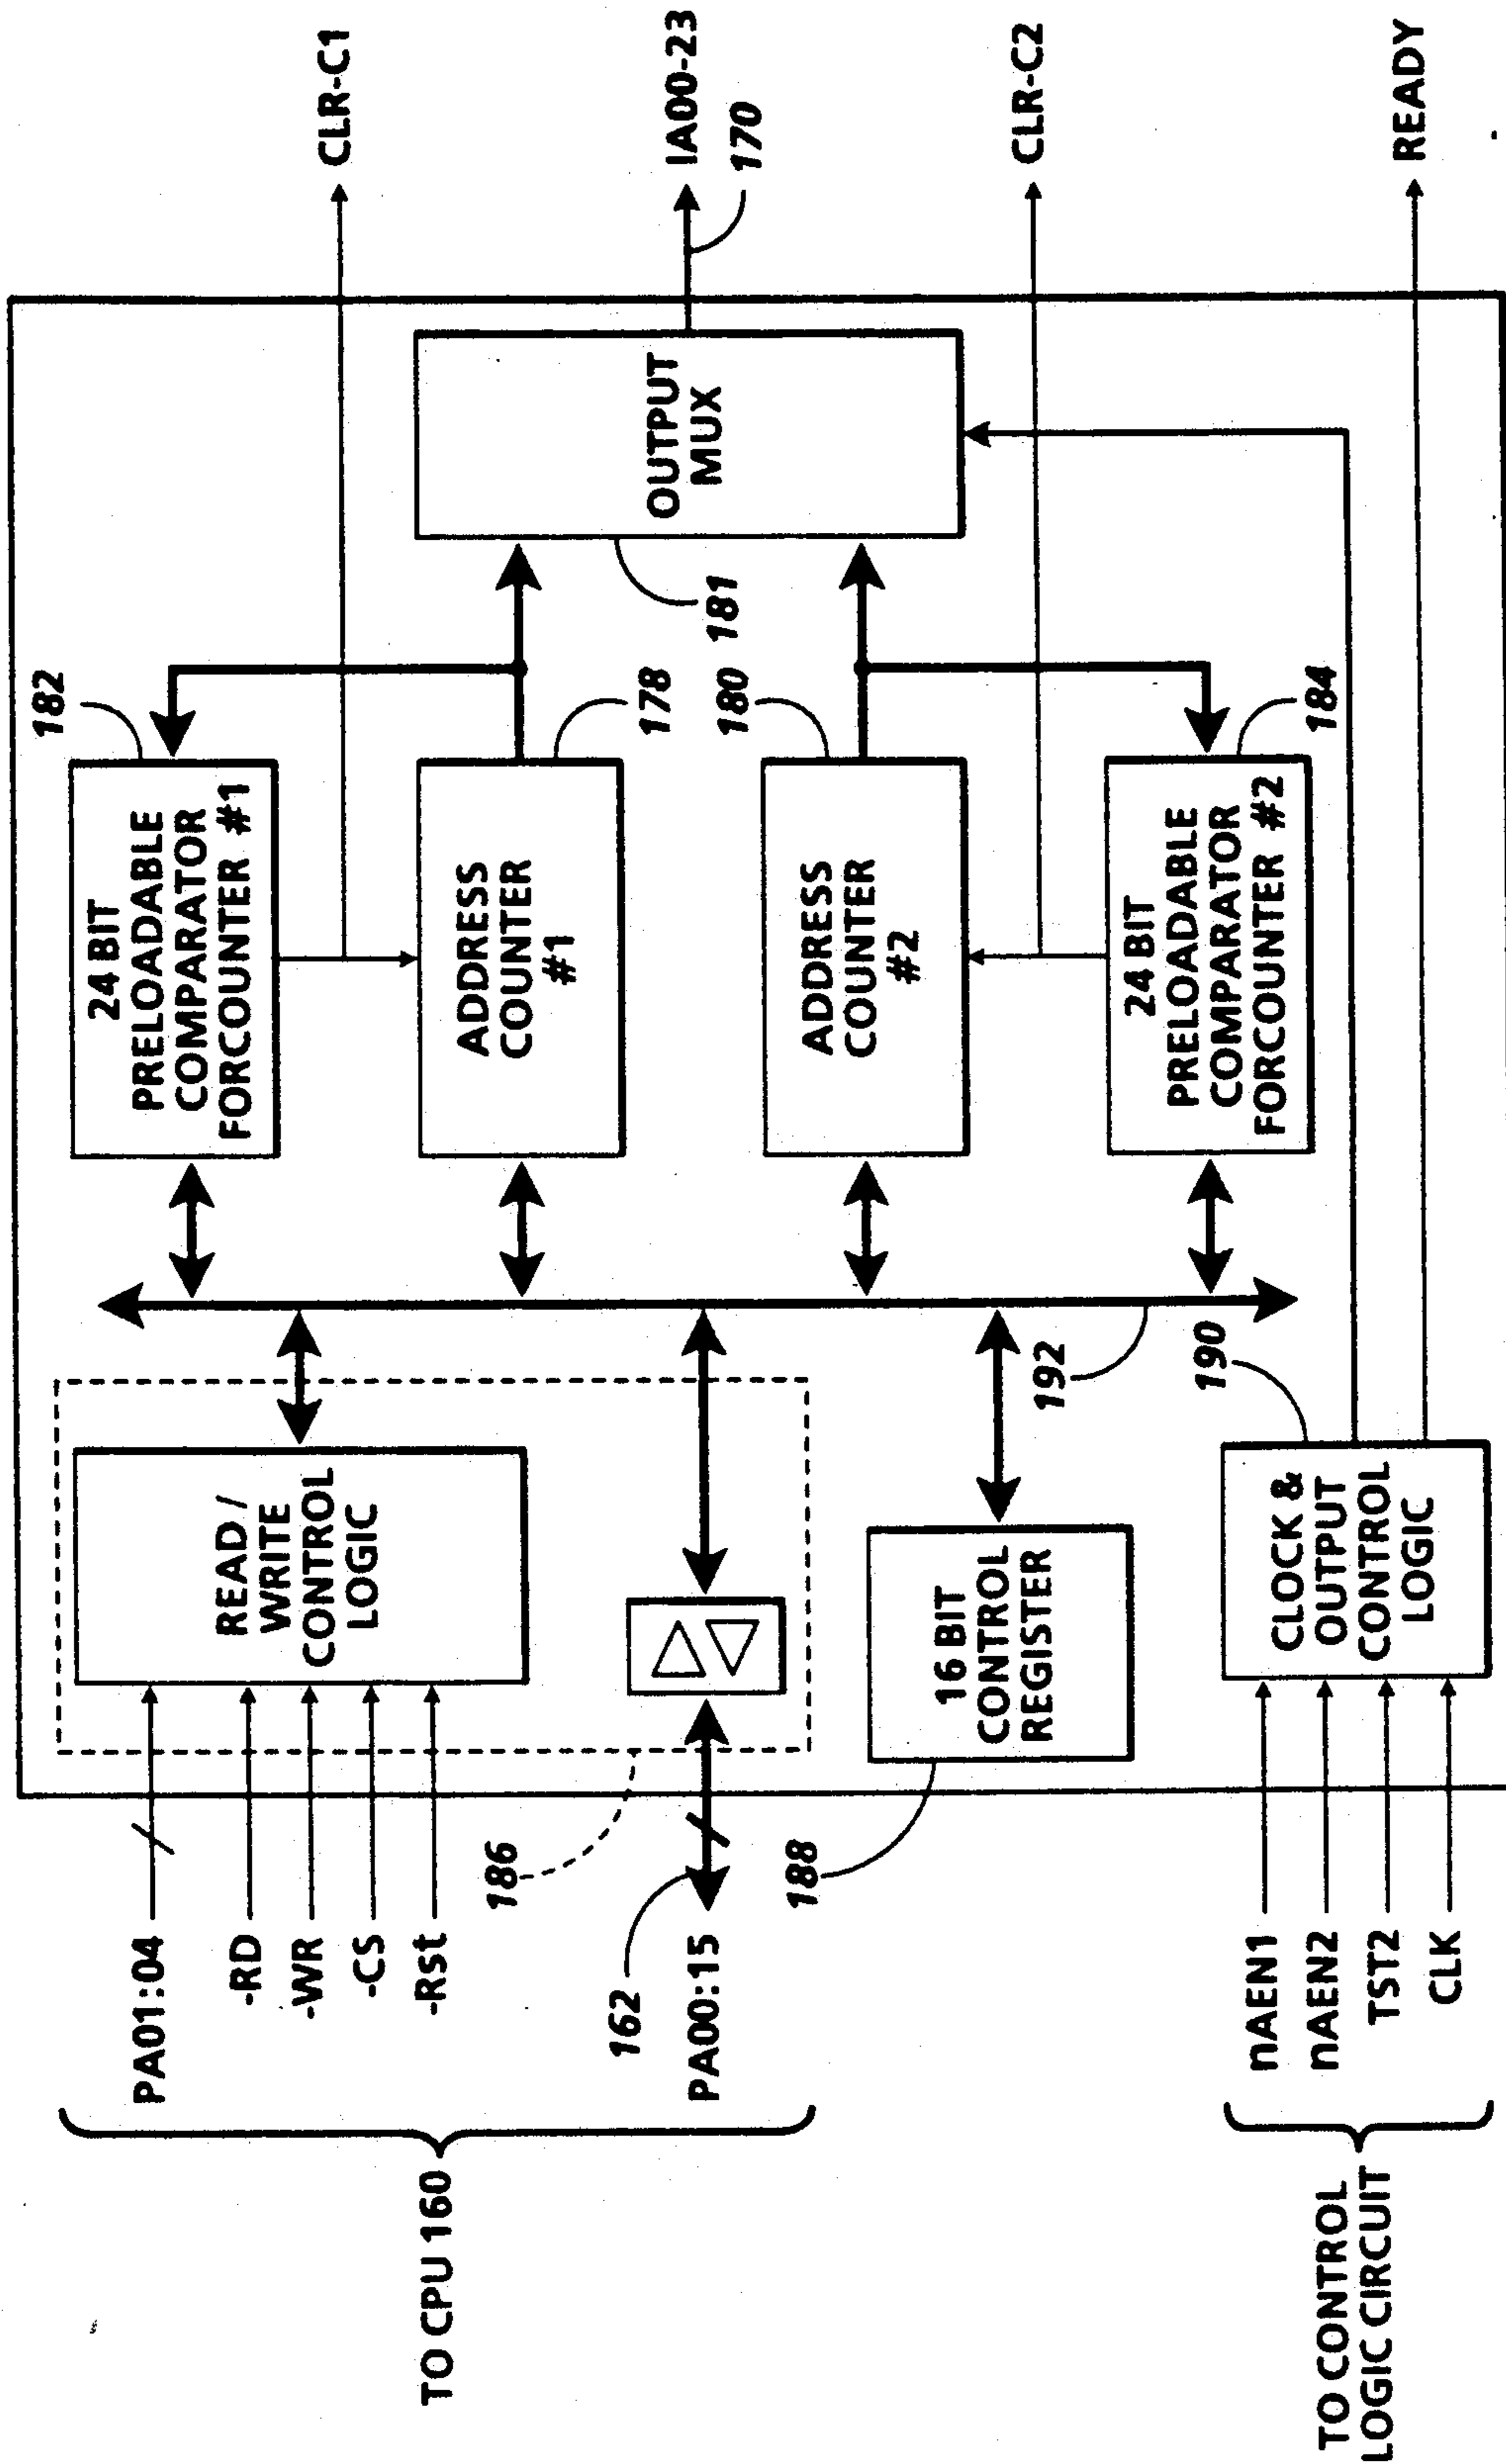 TO CPU 160
PA01:04
-RD
-WR
-CS
-Rst
162
PA00:15
186
READ /
WRITE
CONTROL
LOGIC
188
16 BIT
CONTROL
REGISTER
TO CONTROL
LOGIC CIRCUIT
nAEN1
nAEN2
TST2
CLK
CLOCK &
OUTPUT
CONTROL
LOGIC
190
192
182
24 BIT
PRELOADABLE
COMPARATOR
FORCOUNTER #1
ADDRESS
COUNTER
#1
178
180
ADDRESS
COUNTER
#2
24 BIT
PRELOADABLE
COMPARATOR
FORCOUNTER #2
184
181
OUTPUT
MUX
CLR-C1
IA00-23
170
CLR-C2
READY